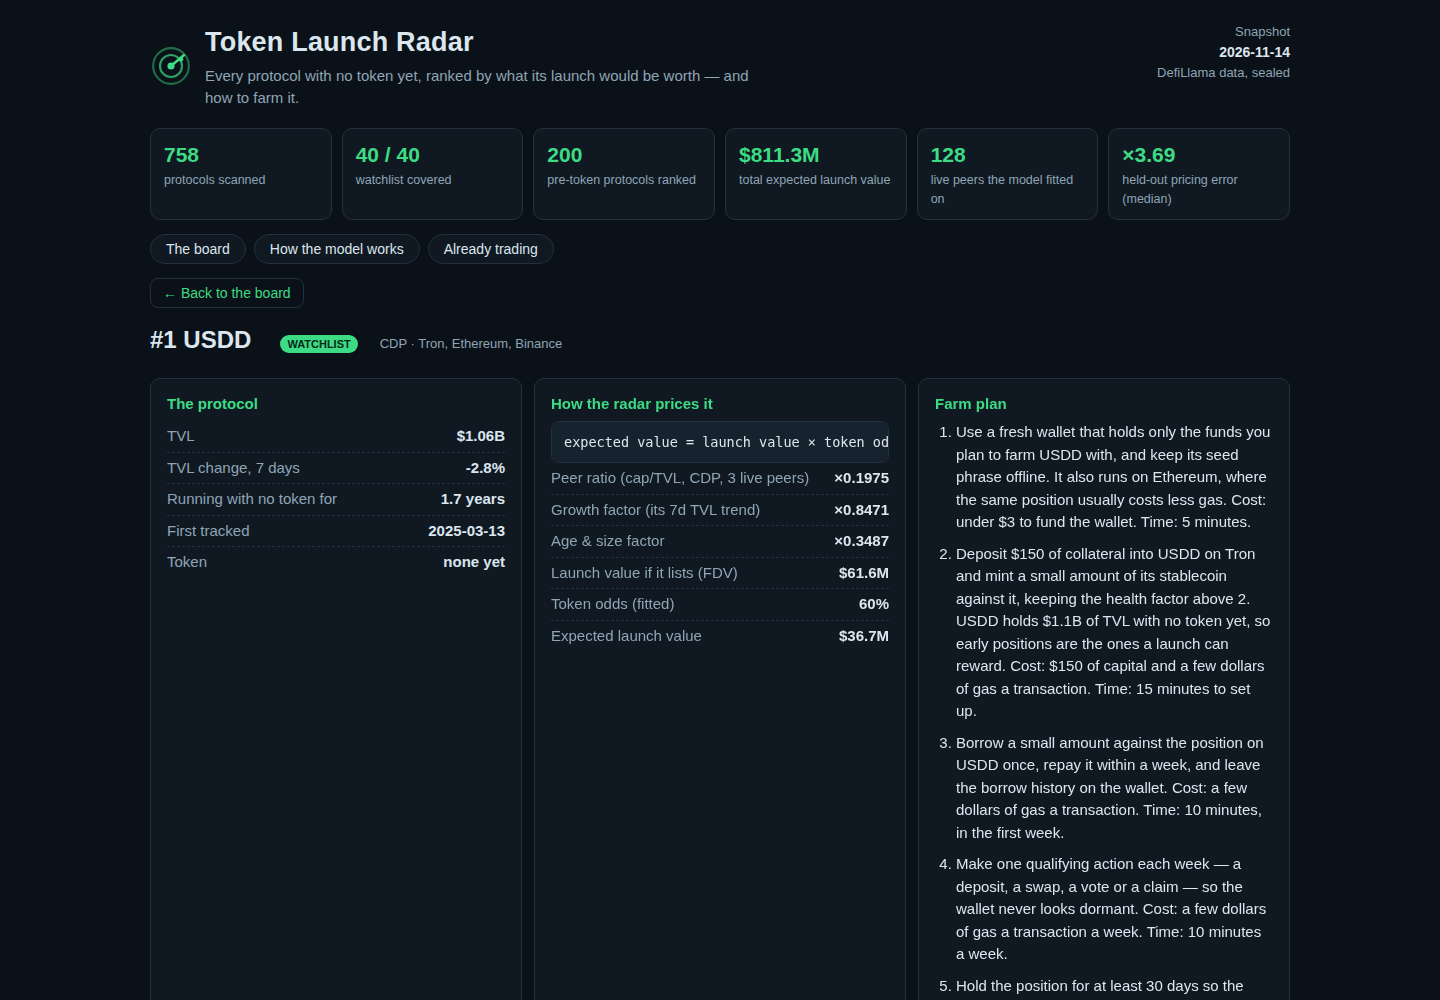 Token Launch Radar
Every protocol with no token yet, ranked by what its launch would be worth — and
how to farm it.
Snapshot
2026-11-14
DefiLlama data, sealed
758
protocols scanned
40 / 40
watchlist covered
200
pre-token protocols ranked
$811.3M
total expected launch value
128
live peers the model fitted
on
×3.69
held-out pricing error
(median)
The board
How the model works
Already trading
← Back to the board
#1 USDD
WATCHLIST
CDP · Tron, Ethereum, Binance
The protocol
TVL $1.06B
TVL change, 7 days -2.8%
Running with no token for 1.7 years
First tracked 2025-03-13
Token none yet
How the radar prices it
expected value = launch value × token od
Peer ratio (cap/TVL, CDP, 3 live peers) ×0.1975
Growth factor (its 7d TVL trend) ×0.8471
Age & size factor ×0.3487
Launch value if it lists (FDV) $61.6M
Token odds (fitted) 60%
Expected launch value $36.7M
Farm plan
1. Use a fresh wallet that holds only the funds you
plan to farm USDD with, and keep its seed
phrase offline. It also runs on Ethereum, where
the same position usually costs less gas. Cost:
under $3 to fund the wallet. Time: 5 minutes.
2. Deposit $150 of collateral into USDD on Tron
and mint a small amount of its stablecoin
against it, keeping the health factor above 2.
USDD holds $1.1B of TVL with no token yet, so
early positions are the ones a launch can
reward. Cost: $150 of capital and a few dollars
of gas a transaction. Time: 15 minutes to set
up.
3. Borrow a small amount against the position on
USDD once, repay it within a week, and leave
the borrow history on the wallet. Cost: a few
dollars of gas a transaction. Time: 10 minutes,
in the first week.
4. Make one qualifying action each week — a
deposit, a swap, a vote or a claim — so the
wallet never looks dormant. Cost: a few dollars
of gas a transaction a week. Time: 10 minutes
a week.
5. Hold the position for at least 30 days so the